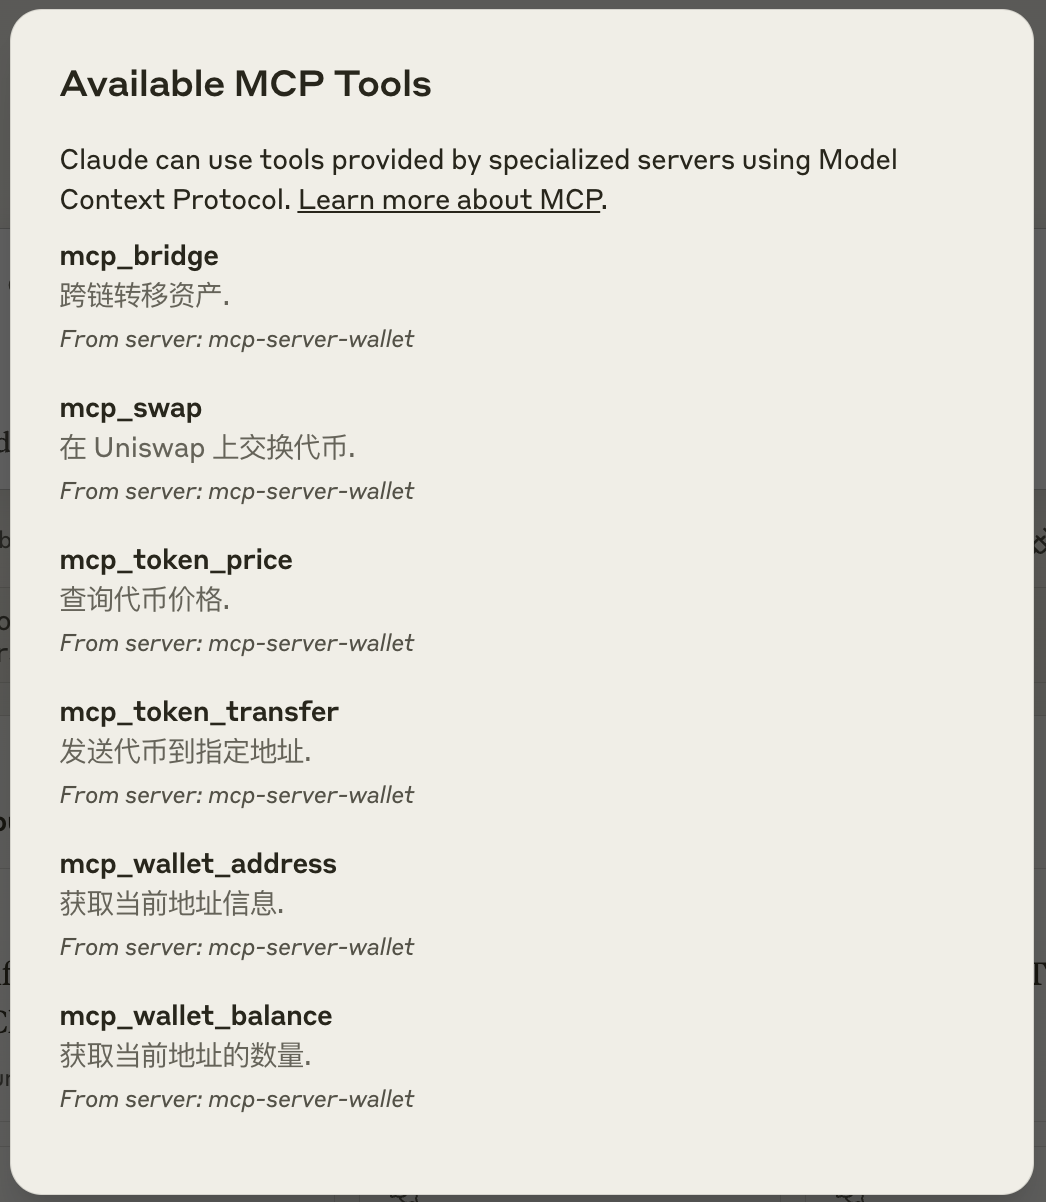 Available MCP Tools
Claude can use tools provided by specialized servers using Model
Context Protocol. Learn more about MCP.
mcp_bridge
跨链转移资产.
From server: mcp-server-wallet
mcp_swap
在 Uniswap 上交换代币.
From server: mcp-server-wallet
mcp_token_price
查询代币价格.
From server: mcp-server-wallet
mcp_token_transfer
发送代币到指定地址.
From server: mcp-server-wallet
mcp_wallet_address
获取当前地址信息.
From server: mcp-server-wallet
mcp_wallet_balance
获取当前地址的数量.
From server: mcp-server-wallet